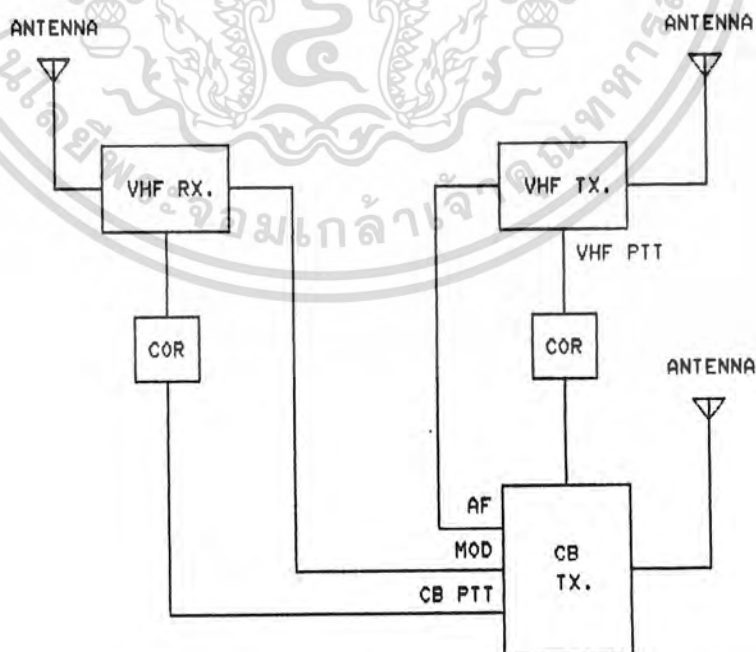 ANTENNA
ANTENNA
VHF RX.
VHF TX.
VHF PTT
COR
COR
ANTENNA
AF
MOD
CB PTT
CB
TX.